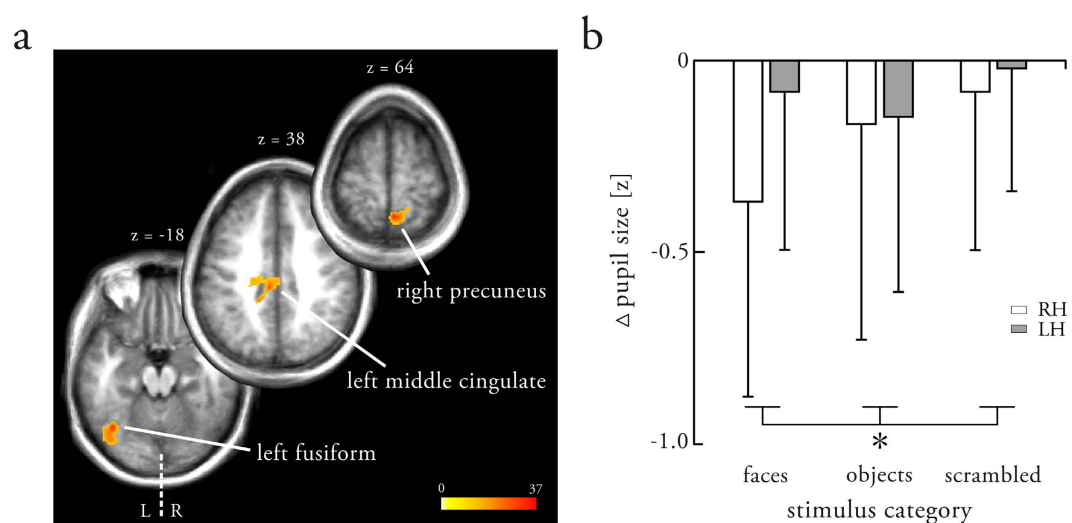 a
z = 64
z = 38
z = -18
right precuneus
left middle cingulate
left fusiform
L R
0 37
b
0
-0.5
-1.0
Δ pupil size [z]
RH
LH
*
faces objects scrambled
stimulus category